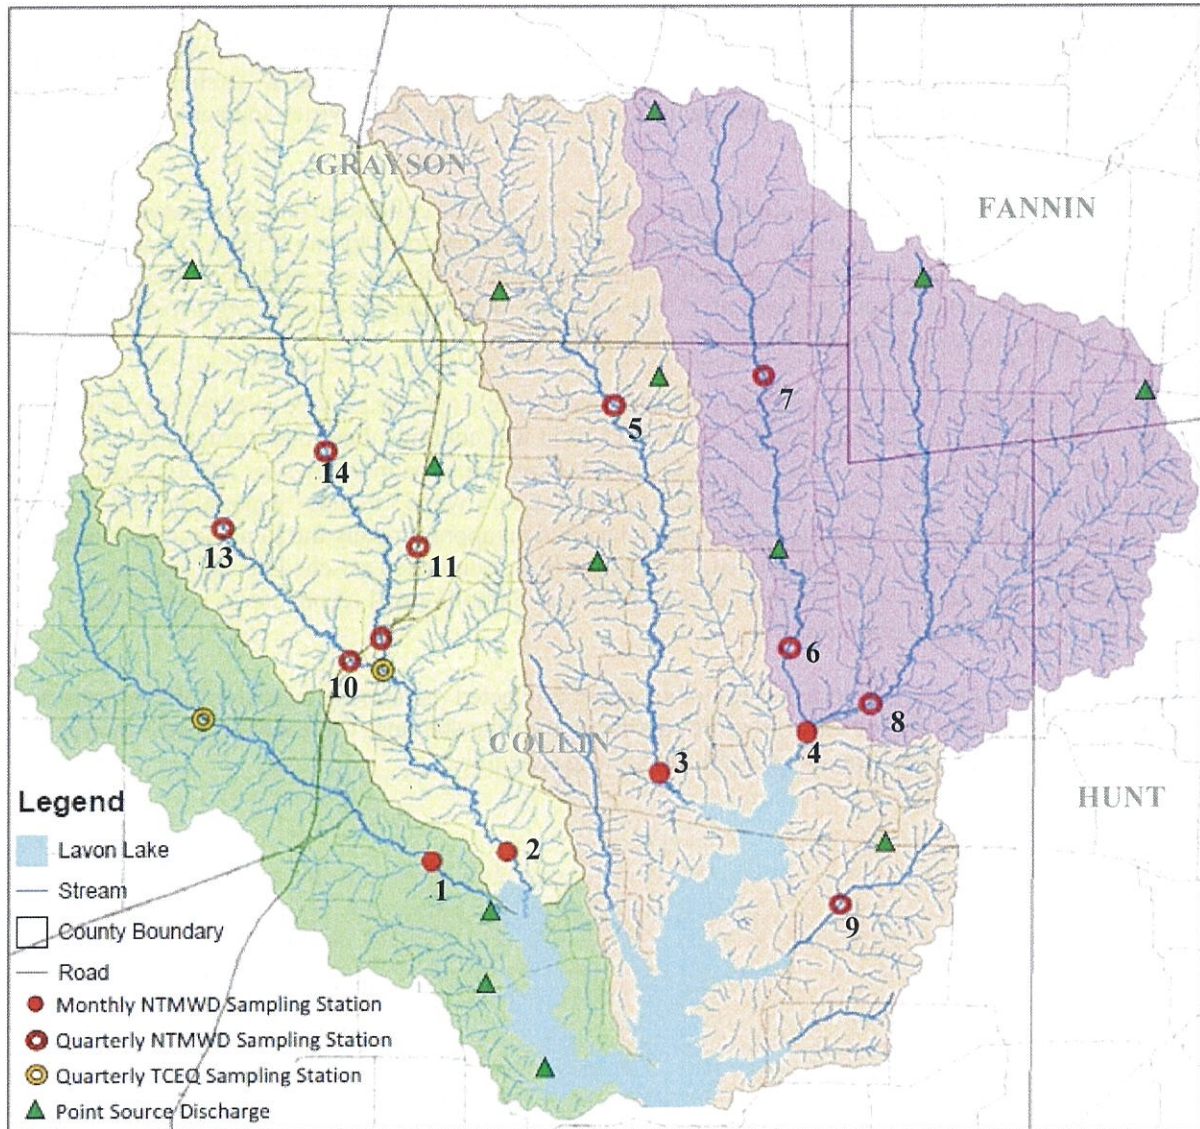 GRAYSON
FANNIN
7
5
14
13
11
6
10
8
COLLIN
4
3
HUNT
2
1
9
Legend
Lavon Lake
Stream
County Boundary
Road
Monthly NTMWD Sampling Station
Quarterly NTMWD Sampling Station
Quarterly TCEQ Sampling Station
Point Source Discharge